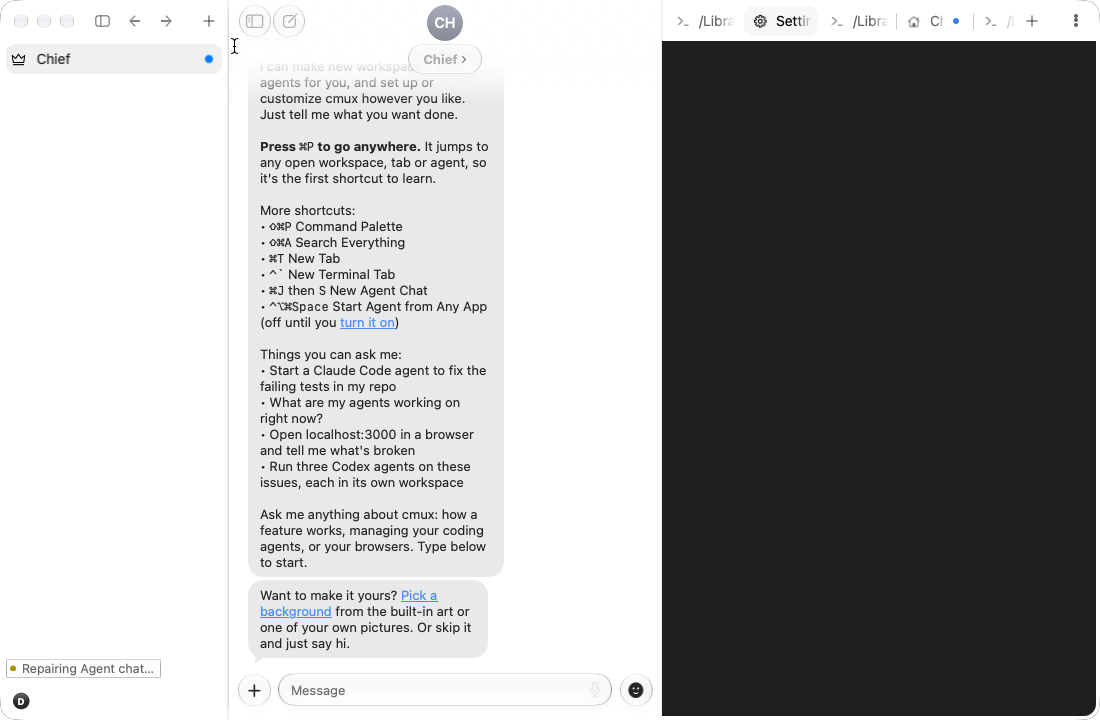 /Libra
Settin
/Libra
Ch
Chief
CH
Chief
I can make new workspac
agents for you, and set up or
customize cmux however you like.
Just tell me what you want done.
Press ⌘P to go anywhere. It jumps to
any open workspace, tab or agent, so
it's the first shortcut to learn.
More shortcuts:
• ⇧⌘P Command Palette
• ⇧⌘A Search Everything
• ⌘T New Tab
• ^` New Terminal Tab
• ⌘J then S New Agent Chat
• ^⌥⌘Space Start Agent from Any App
(off until you turn it on)
Things you can ask me:
• Start a Claude Code agent to fix the
failing tests in my repo
• What are my agents working on
right now?
• Open localhost:3000 in a browser
and tell me what's broken
• Run three Codex agents on these
issues, each in its own workspace
Ask me anything about cmux: how a
feature works, managing your coding
agents, or your browsers. Type below
to start.
Want to make it yours? Pick a
background from the built-in art or
one of your own pictures. Or skip it
and just say hi.
Repairing Agent chat...
Message
D